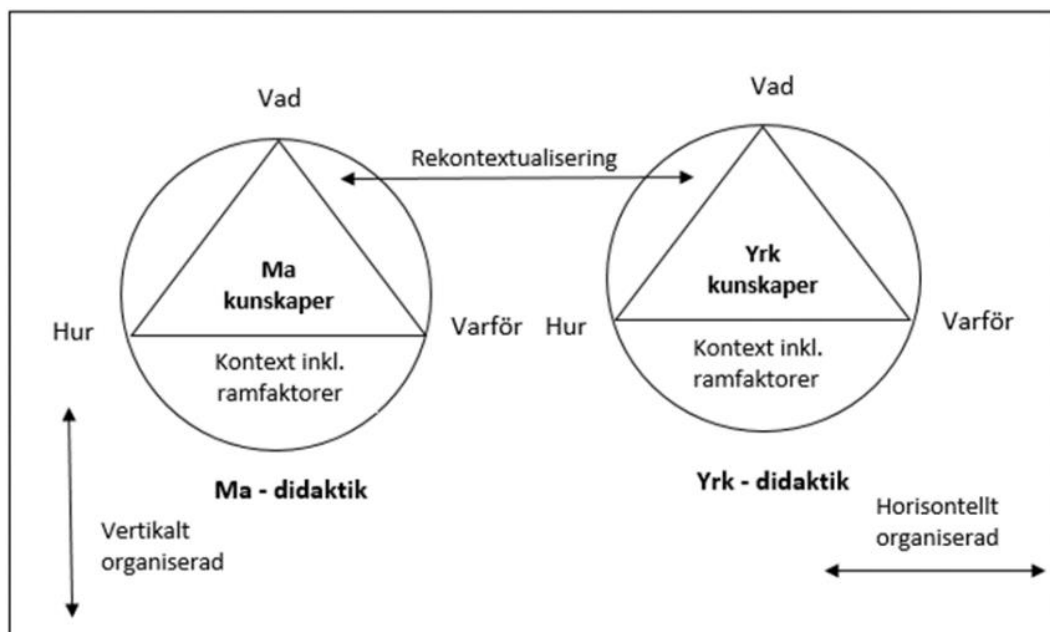 Vad
Vad
Rekontextualisering
Ma
kunskaper
Yrk
kunskaper
Hur
Varför
Hur
Varför
Kontext inkl.
ramfaktorer
Kontext inkl.
ramfaktorer
Ma - didaktik
Yrk - didaktik
Vertikalt
organiserad
Horisontellt
organiserad